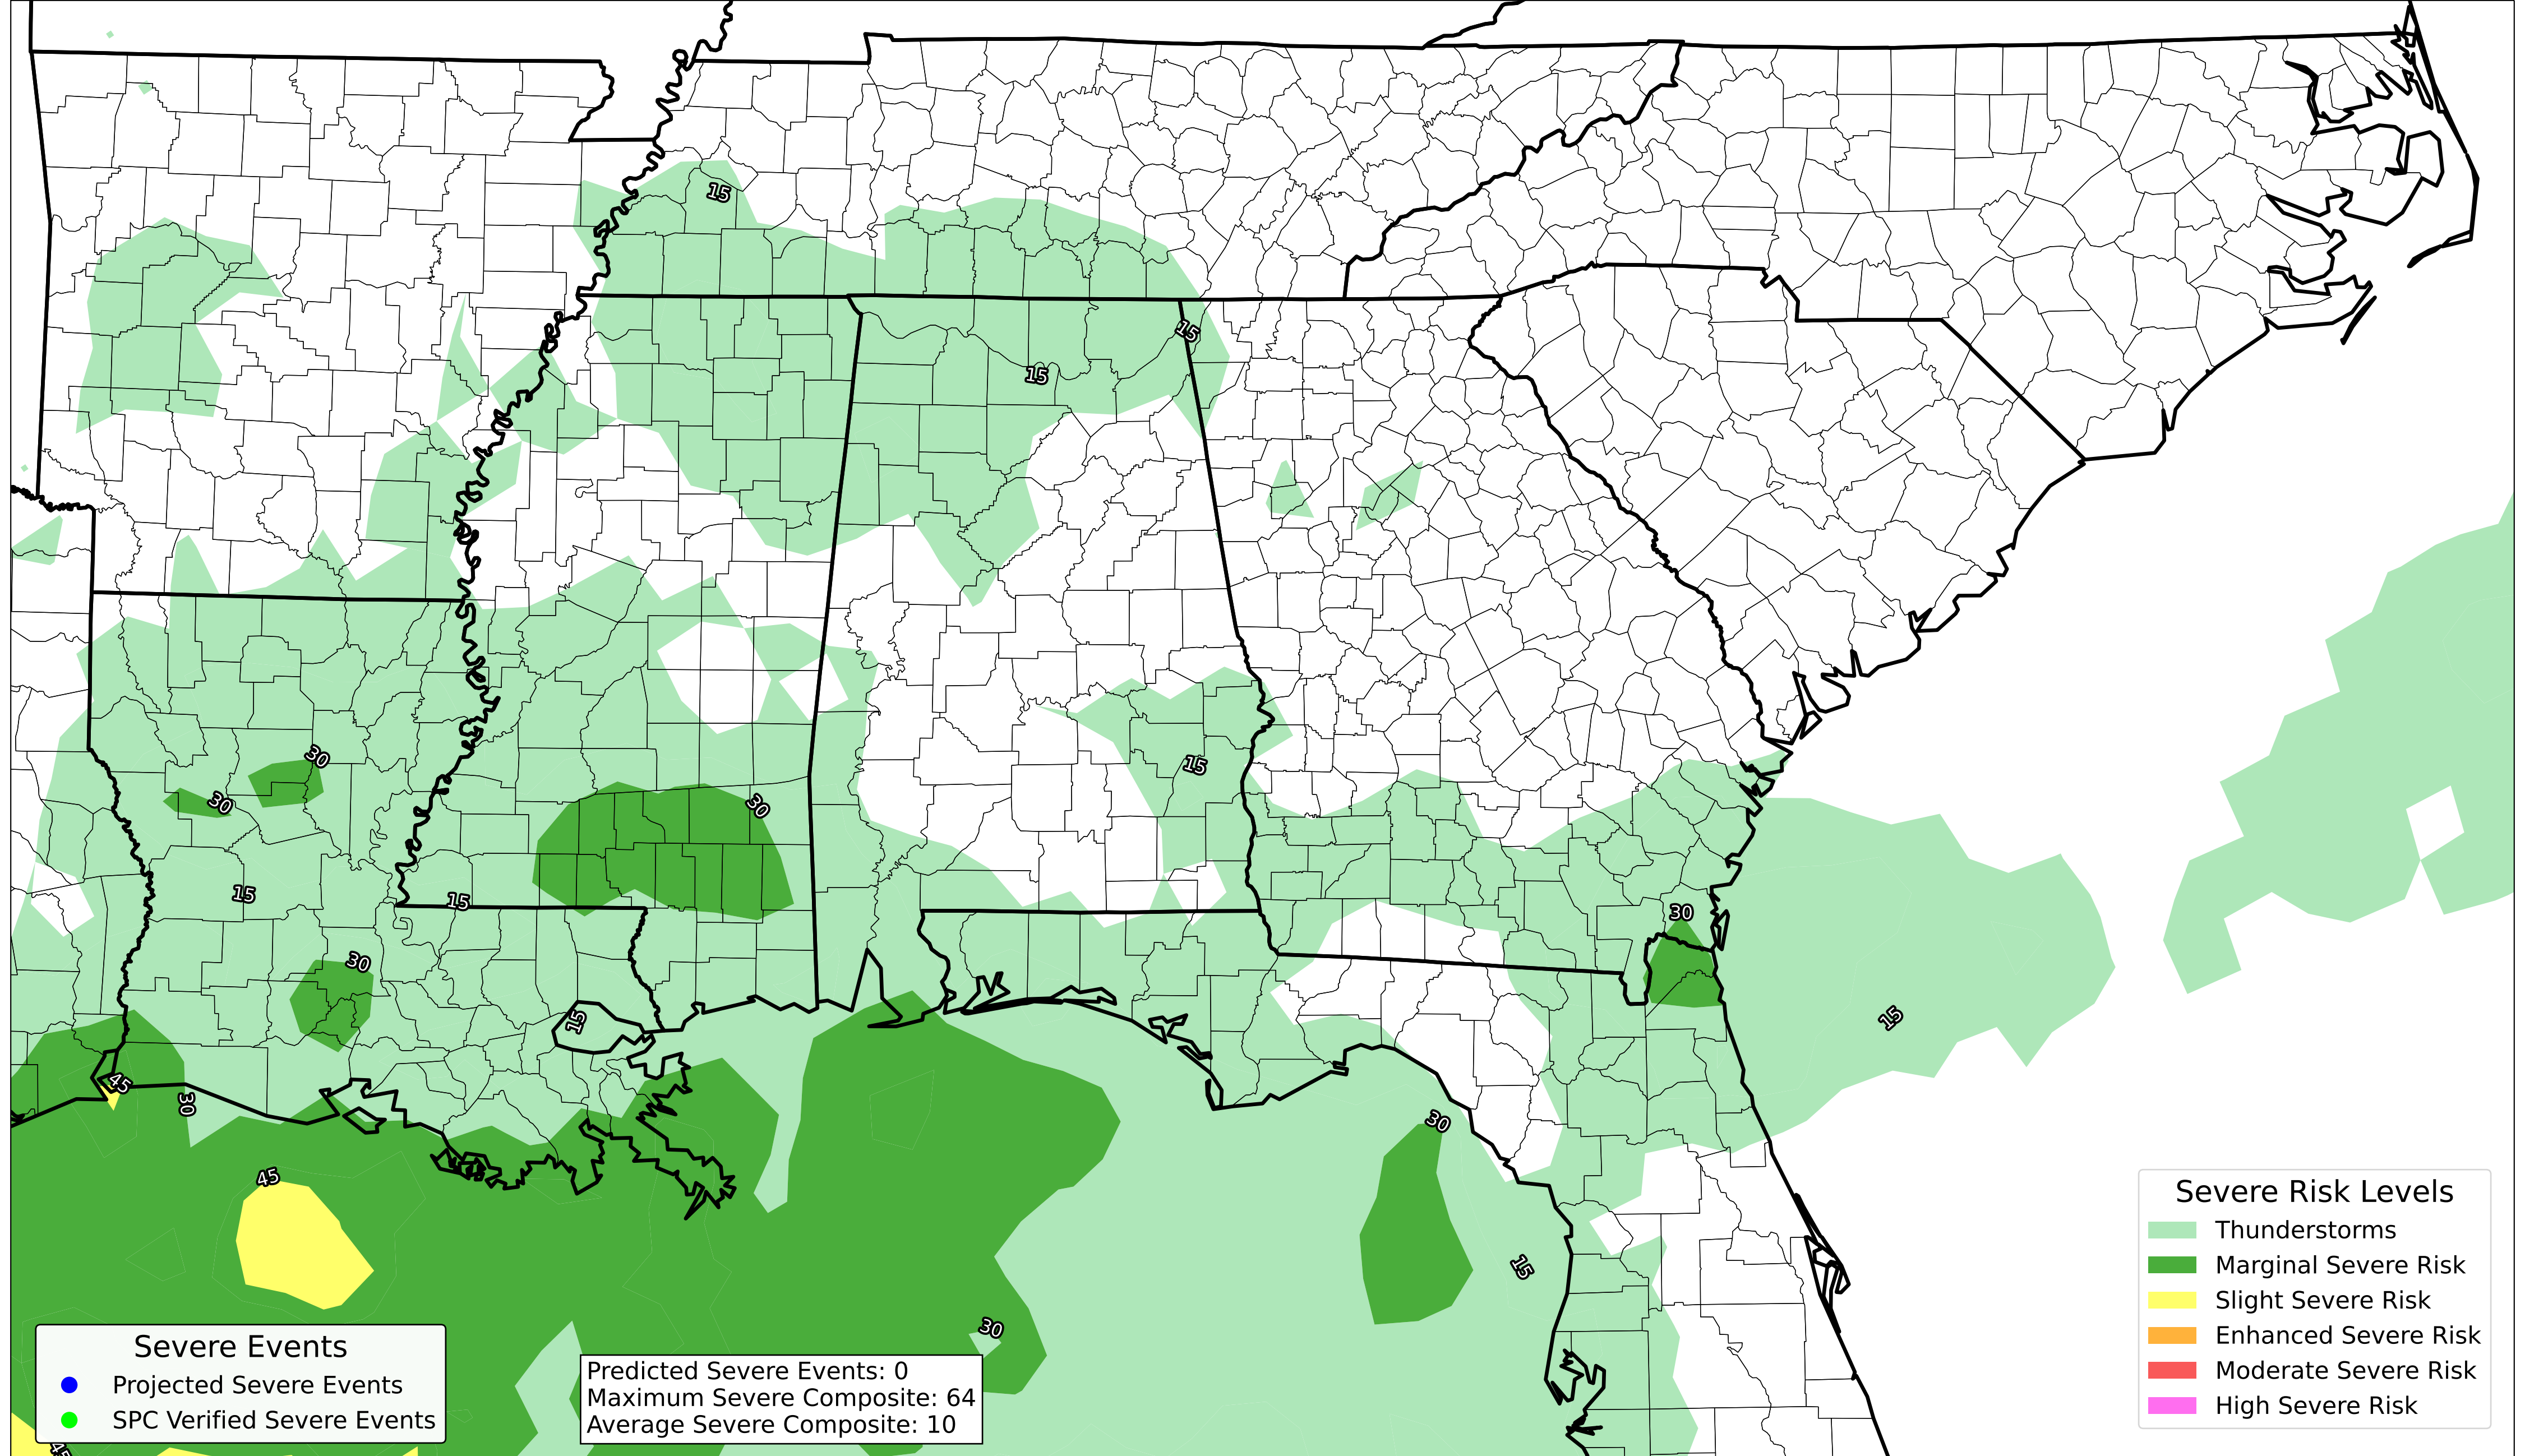 15
15
15
30
30
30
15
15
15
30
30
15
15
45
30
30
45
15
30
45
Severe Events
Projected Severe Events
SPC Verified Severe Events
Predicted Severe Events: 0
Maximum Severe Composite: 64
Average Severe Composite: 10
Severe Risk Levels
Thunderstorms
Marginal Severe Risk
Slight Severe Risk
Enhanced Severe Risk
Moderate Severe Risk
High Severe Risk